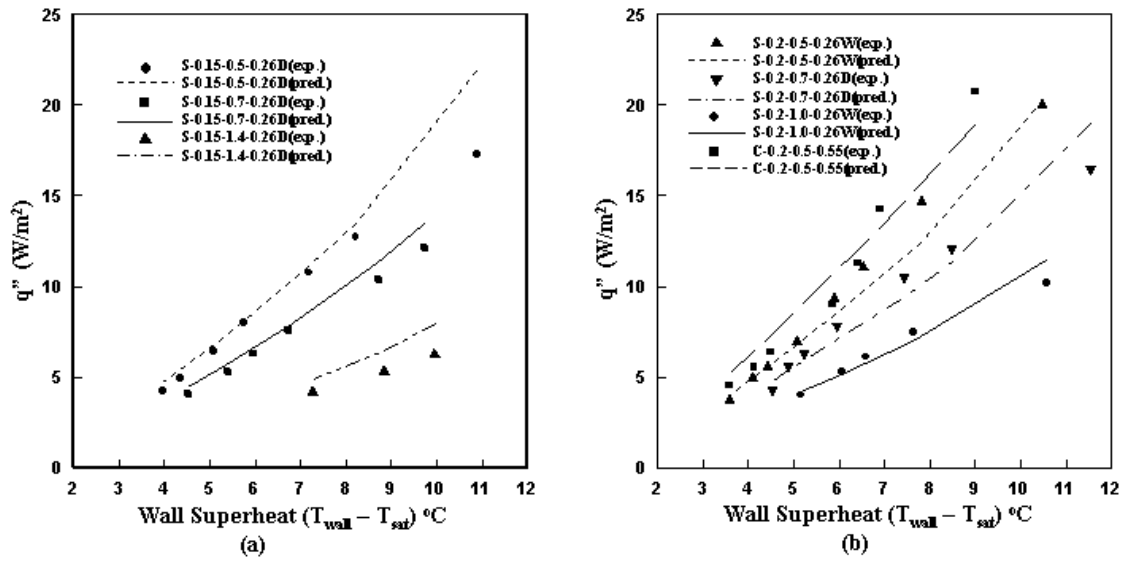 25
20
15
10
5
0
q” (W/m²)
S-0.15-0.5-0.26D(exp.)
S-0.15-0.5-0.26D(pred.)
S-0.15-0.7-0.26D(exp.)
S-0.15-0.7-0.26D(pred.)
S-0.15-1.4-0.26D(exp.)
S-0.15-1.4-0.26D(pred.)
2 3 4 5 6 7 8 9 10 11 12
Wall Superheat (T_wall – T_sat) ºC
(a)
25
20
15
10
5
0
q” (W/m²)
S-0.2-0.5-0.26W(exp.)
S-0.2-0.5-0.26W(pred.)
S-0.2-0.7-0.26D(exp.)
S-0.2-0.7-0.26D(pred.)
S-0.2-1.0-0.26W(exp.)
S-0.2-1.0-0.26W(pred.)
C-0.2-0.5-0.55(exp.)
C-0.2-0.5-0.55(pred.)
2 3 4 5 6 7 8 9 10 11 12
Wall Superheat (T_wall – T_sat) ºC
(b)